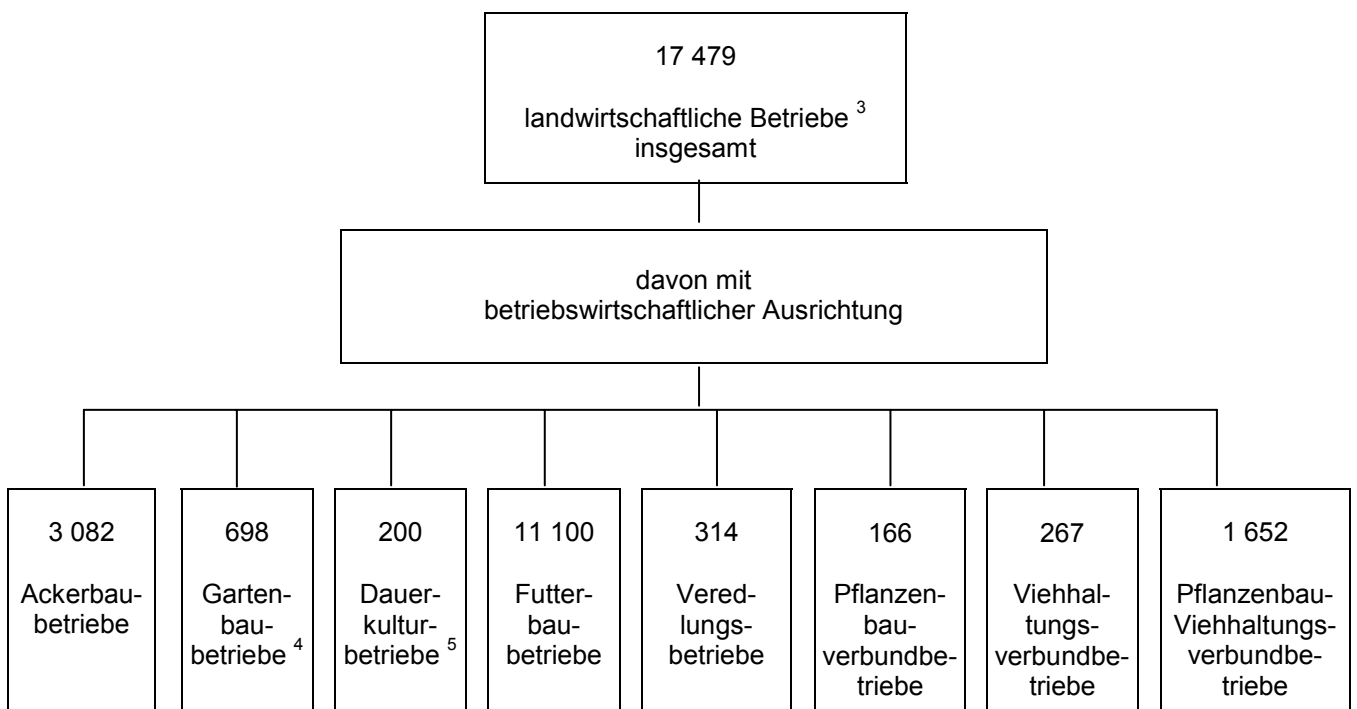 17 479
landwirtschaftliche Betriebe 3
insgesamt
davon mit
betriebswirtschaftlicher Ausrichtung
3 082
Ackerbau-
betriebe
698
Garten-
bau-
betriebe 4
200
Dauer-
kultur-
betriebe 5
11 100
Futter-
bau-
betriebe
314
Vered-
lungs-
betriebe
166
Pflanzen-
bau-
verbundbe-
triebe
267
Viehhal-
tungs-
verbundbe-
triebe
1 652
Pflanzenbau-
Viehhaltungs-
verbundbe-
triebe